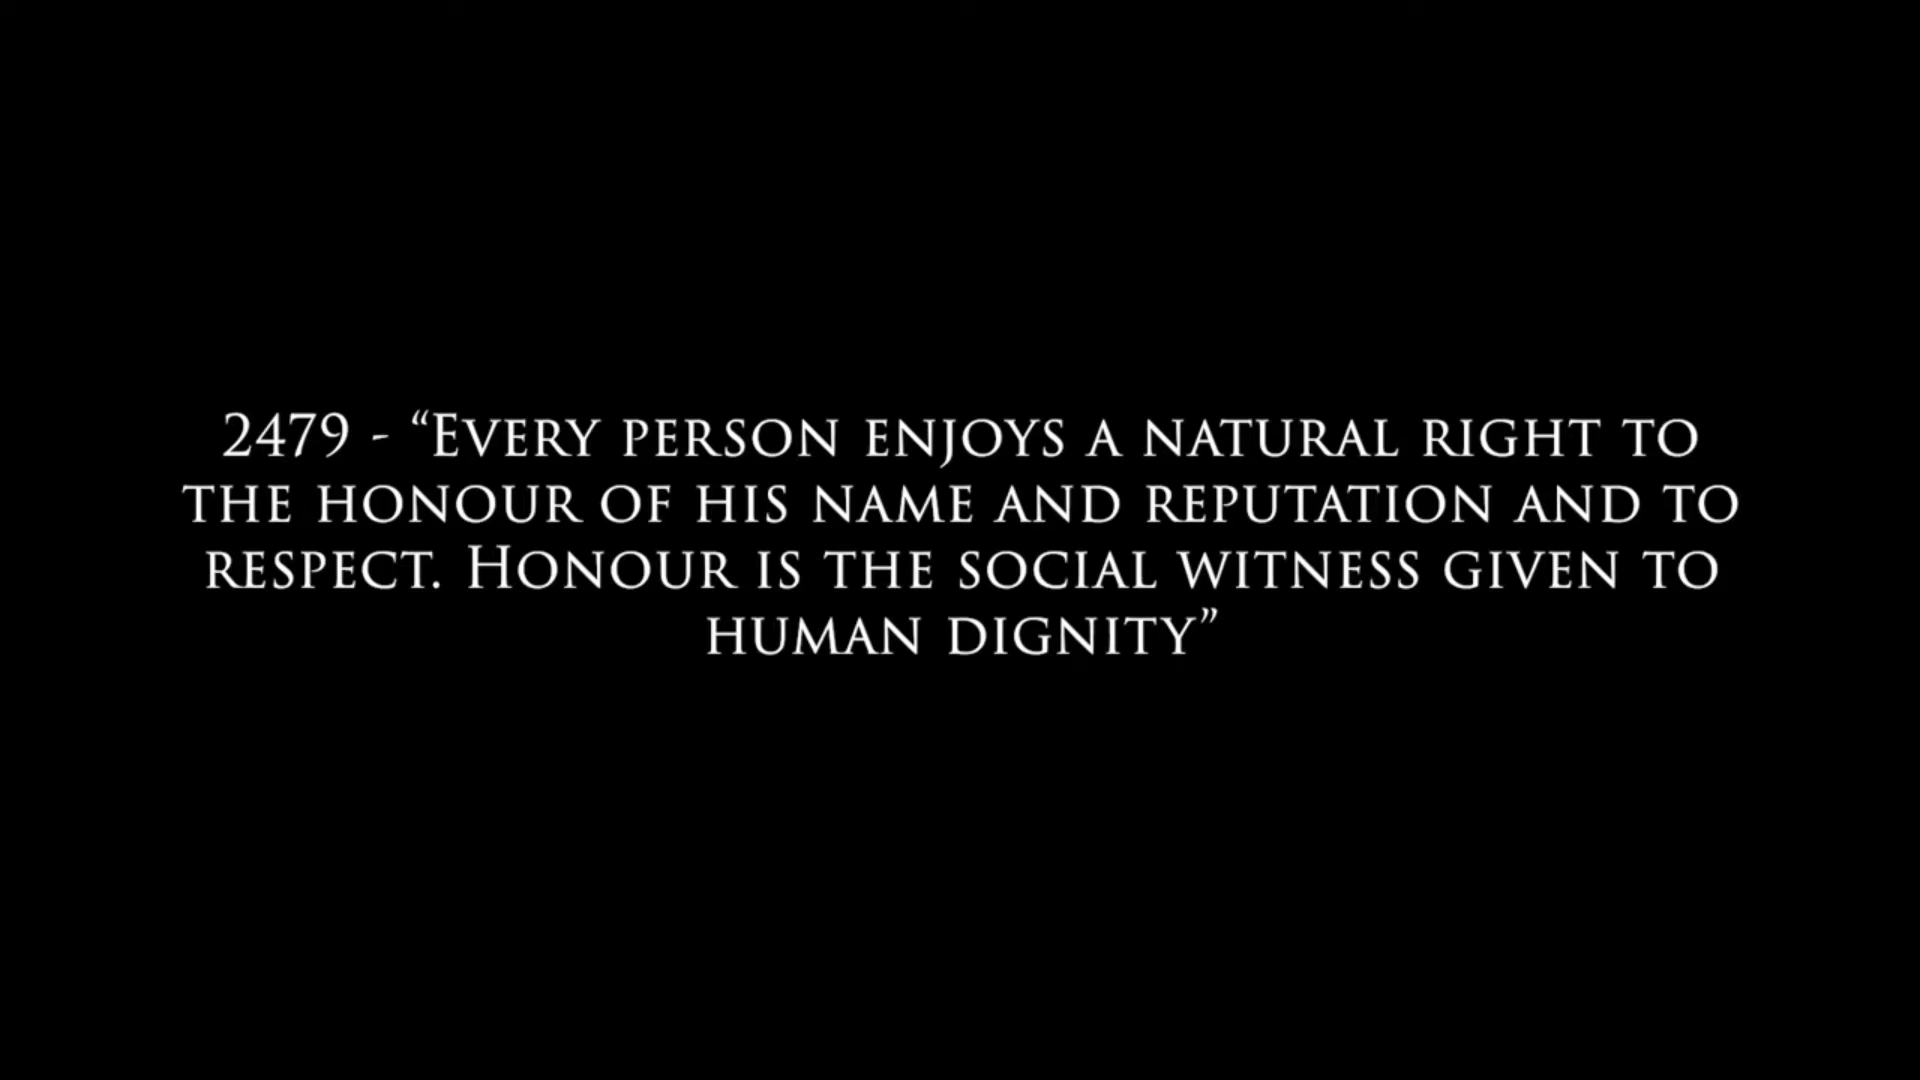 2479 - “Every person enjoys a natural right to
the honour of his name and reputation and to
respect. Honour is the social witness given to
human dignity”